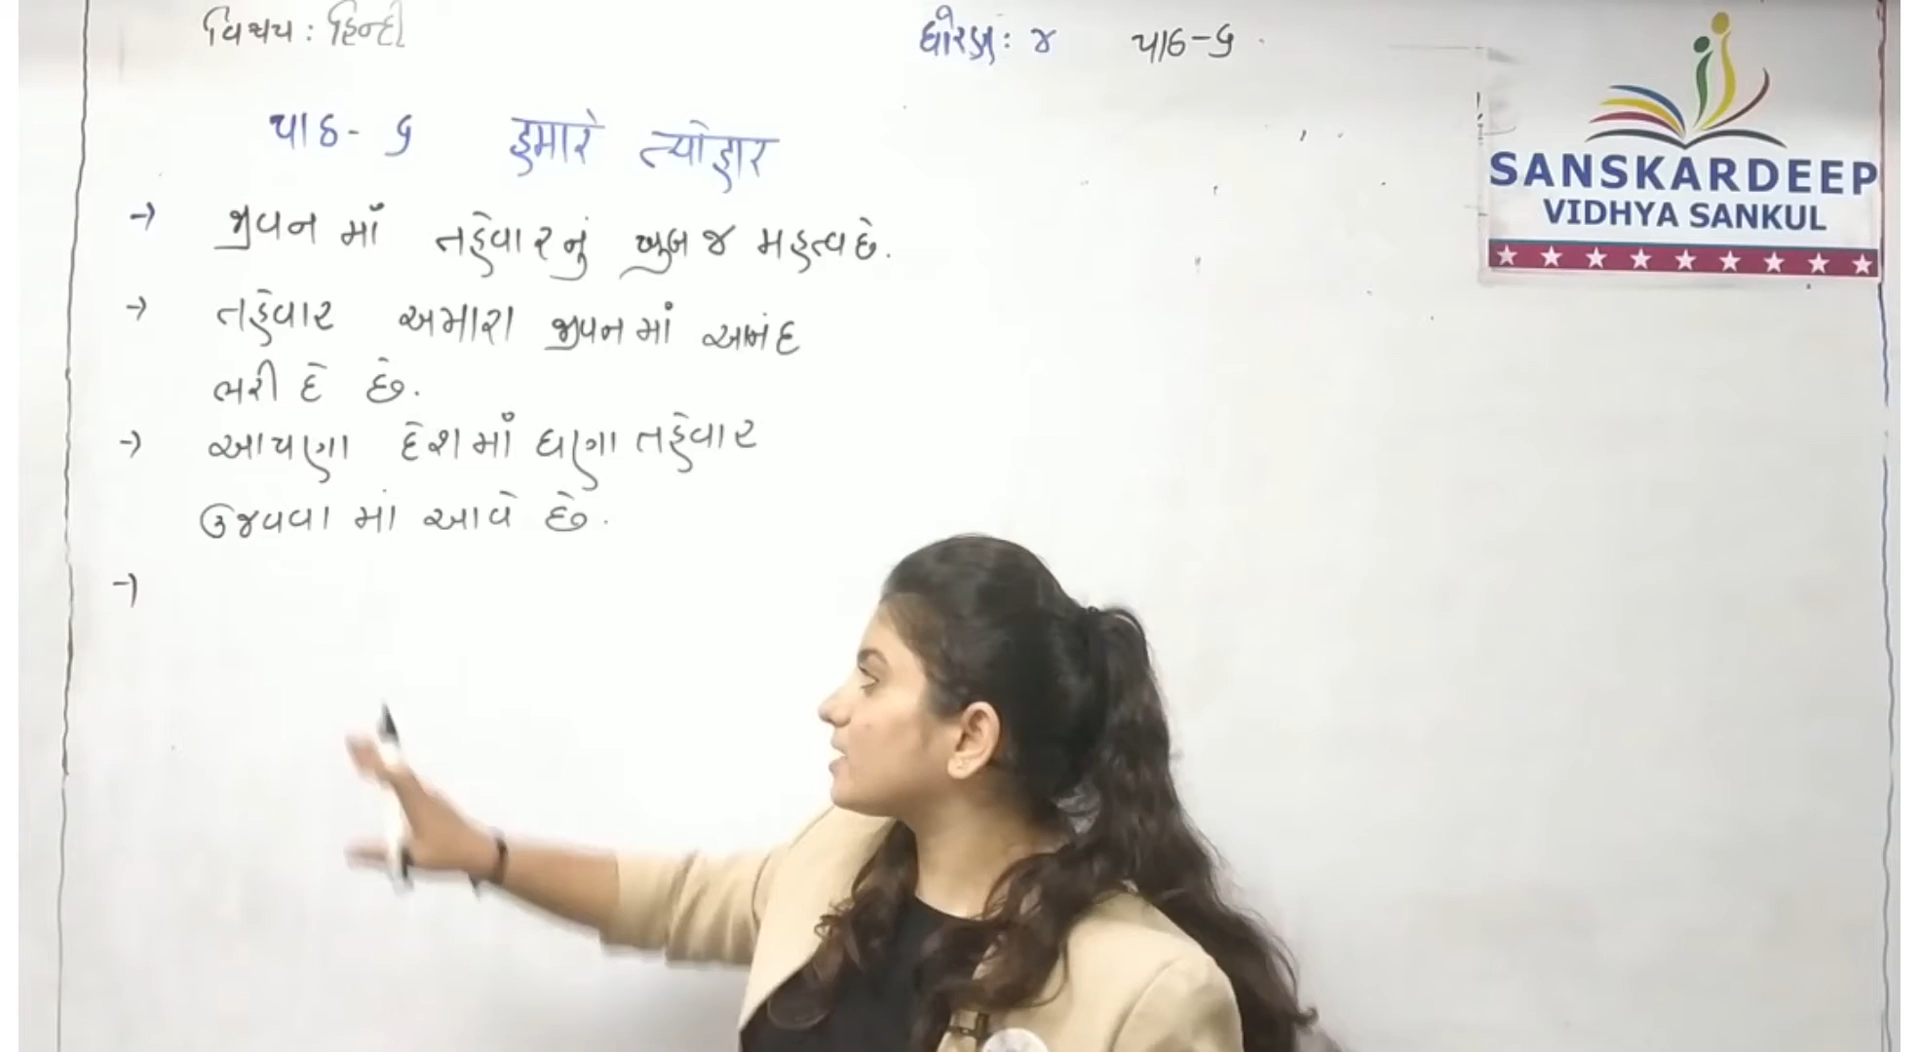 વિષય: हिन्दी
ધોરણ: ૪ પાઠ-૬
પાઠ- ૬ हमारे त्योहार
→ જીવન માઁ તહેવારનું ખુબ જ મહત્વ છે.
→ તહેવાર અમારા જીવન માં આનંદ
ભરી દે છે.
→ આપણા દેશ માઁ ઘણા તહેવાર
ઉજવવા માં આવે છે.
→
SANSKARDEEP
VIDHYA SANKUL